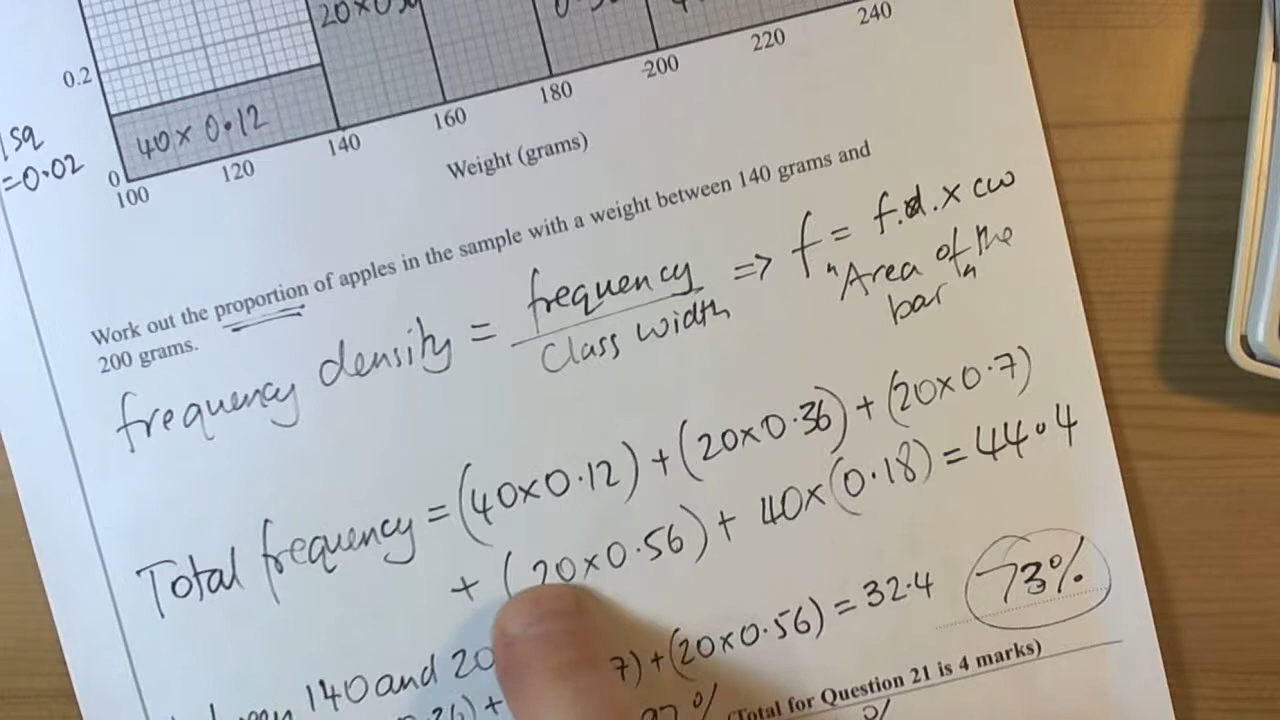 20×0.36
0.2
40 × 0.12
1 sq
=0.02
0
100 120 140 160 180 200 220 240
Weight (grams)
Work out the proportion of apples in the sample with a weight between 140 grams and
200 grams.
frequency density = frequency / Class width => f = f.d. × cw
"Area of the
bar"
Total frequency = (40×0.12) + (20×0.36) + (20×0.7)
+ (20×0.56) + 40×(0.18) = 44.4
140 and 20
7) + (20×0.56) = 32.4
73%
(Total for Question 21 is 4 marks)